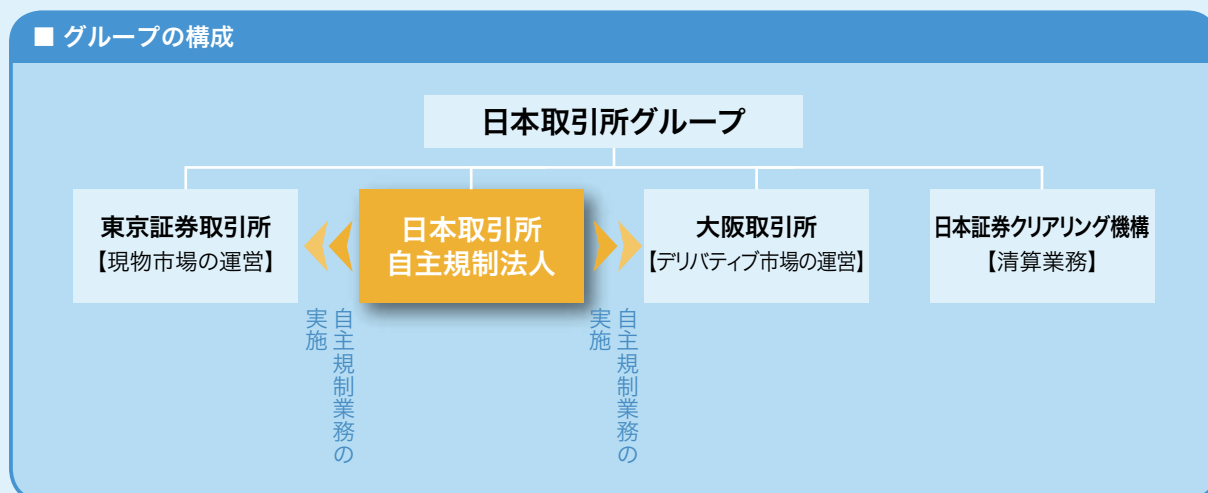 ■ グループの構成
日本取引所グループ
東京証券取引所
【現物市場の運営】
日本取引所
自主規制法人
大阪取引所
【デリバティブ市場の運営】
日本証券クリアリング機構
【清算業務】
自主規制業務の
実施
自主規制業務の
実施